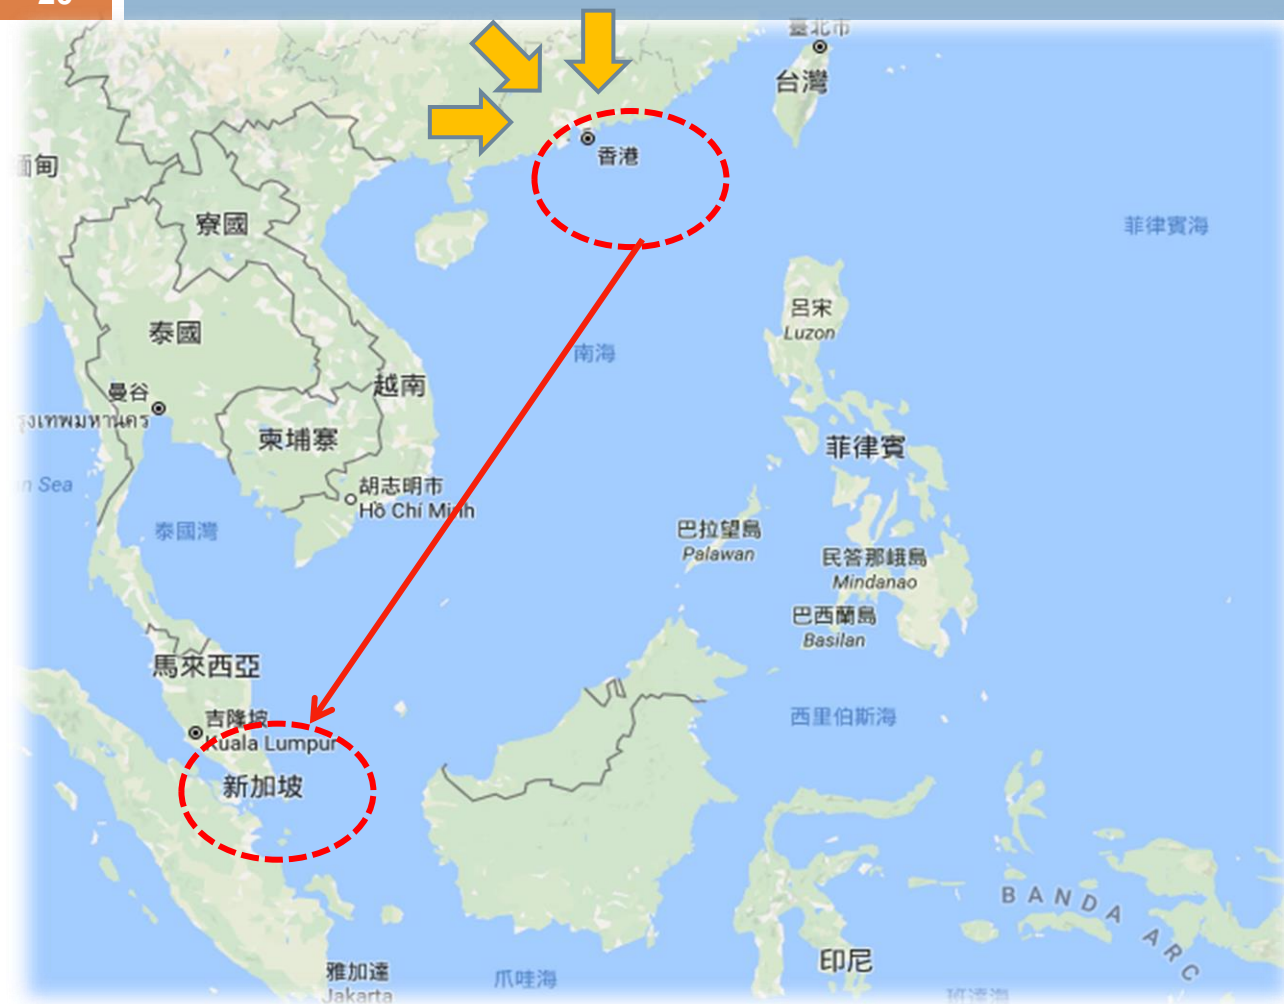 臺北市
台灣
香港
緬甸
寮國
菲律賓海
呂宋
Luzon
泰國
南海
越南
曼谷
柬埔寨
菲律賓
胡志明市
Hồ Chí Minh
泰國灣
巴拉望島
Palawan
民答那峨島
Mindanao
巴西蘭島
Basilan
馬來西亞
吉隆坡
Kuala Lumpur
西里伯斯海
新加坡
BANDA ARC
印尼
雅加達
Jakarta
爪哇海
班達海